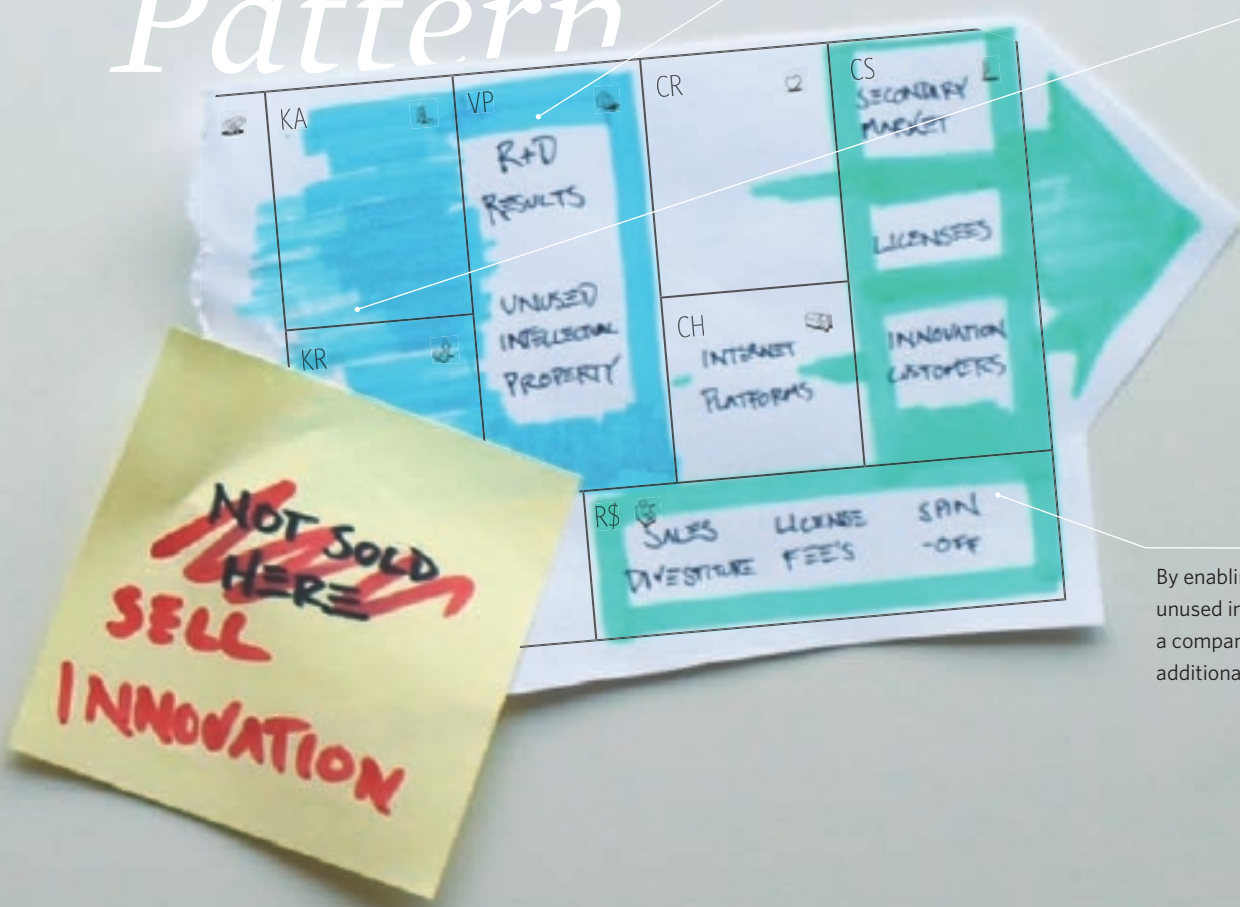 Pattern
KA
VP
R+D
RESULTS
UNUSED
INTELLECTUAL
PROPERTY
CR
CS
SECONDARY
MARKET
LICENSEES
INNOVATION
CUSTOMERS
KR
CH
INTERNET
PLATFORMS
R$
SALES LICENSE SPIN
DIVESTITURE FEE'S -OFF
NOT SOLD
HERE
SELL
INNOVATION
By enabli
unused in
a compan
additiona